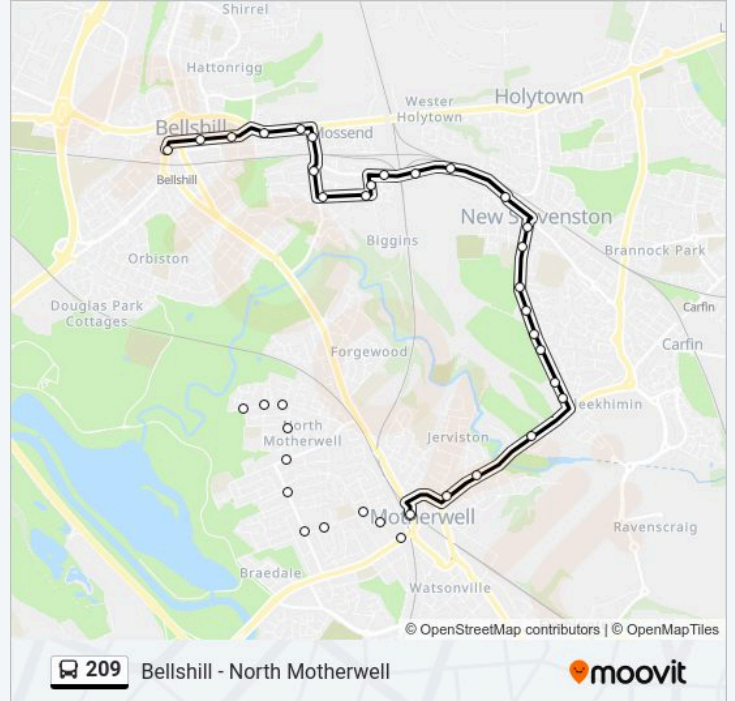 Shirrel
Hattonrigg
Holytown
Wester
Holytown
Bellshill
Mossend
Bellshill
New Stevenston
Biggins
Brannock Park
Orbiston
Douglas Park
Cottages
Carfin
Forgewood
Carfin
North
Motherwell
Jerviston
Motherwell
Ravenscraig
Braedale
Watsonville
© OpenStreetMap contributors | © OpenMapTiles
209 Bellshill - North Motherwell
moovit